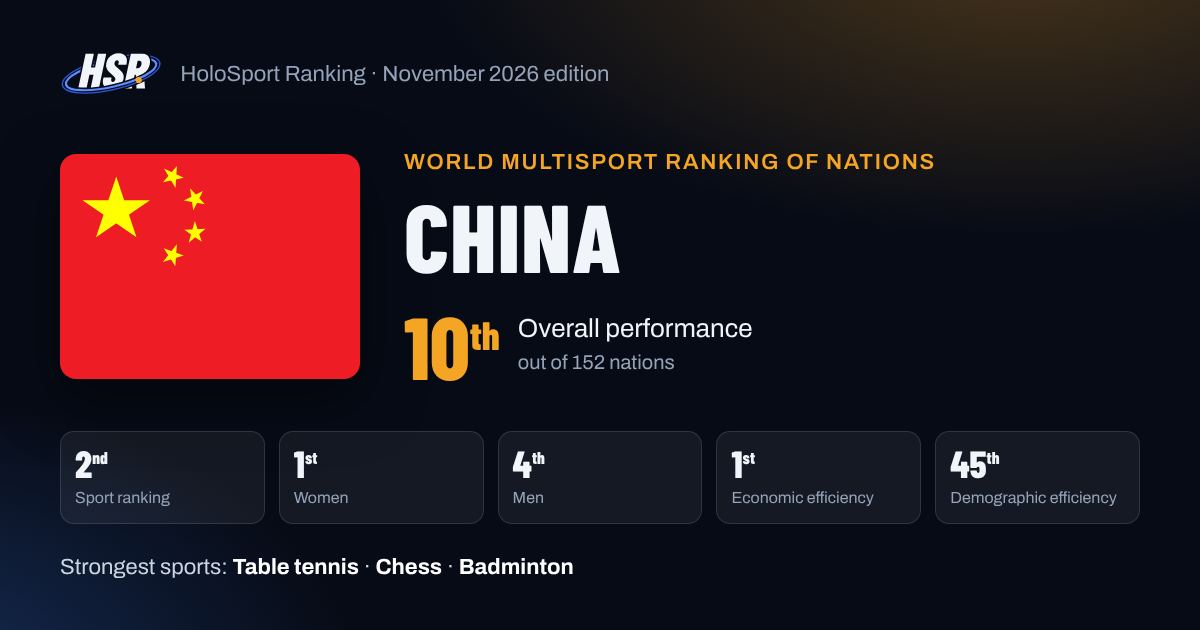 HSR HoloSport Ranking · November 2026 edition
WORLD MULTISPORT RANKING OF NATIONS
CHINA
10th Overall performance
out of 152 nations
2nd
Sport ranking
1st
Women
4th
Men
1st
Economic efficiency
45th
Demographic efficiency
Strongest sports: Table tennis · Chess · Badminton